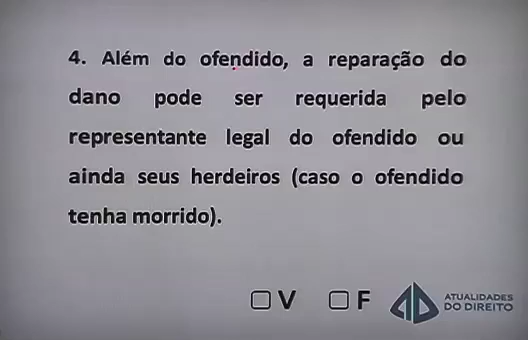 4. Além do ofendido, a reparação do
dano pode ser requerida pelo
representante legal do ofendido ou
ainda seus herdeiros (caso o ofendido
tenha morrido).
V F
ATUALIDADES
DO DIREITO